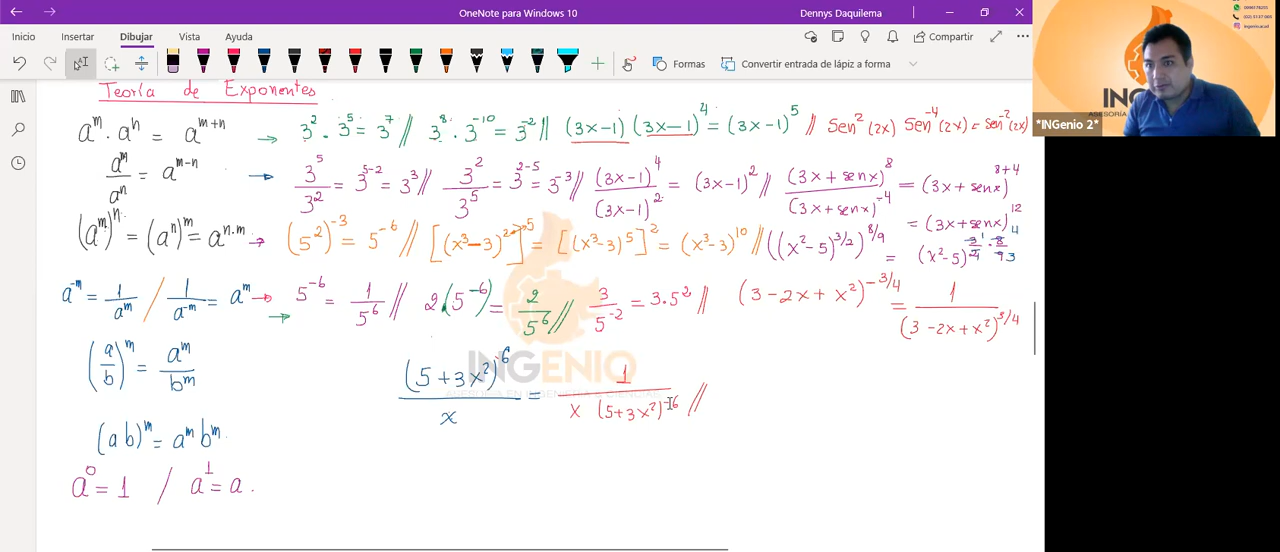 OneNote para Windows 10
Dennys Daquilema
Inicio Insertar Dibujar Vista Ayuda Compartir
Formas Convertir entrada de lápiz a forma
*INGenio 2*
Teoría de Exponentes
a^m · a^n = a^(m+n) → 3^2 · 3^5 = 3^7 // 3^8 · 3^-10 = 3^-2 // (3x-1) (3x-1)^4 = (3x-1)^5 // Sen^2 (2x) Sen^-4 (2x) = Sen^-2 (2x)
a^m / a^n = a^(m-n) → 3^5 / 3^2 = 3^(5-2) = 3^3 // 3^2 / 3^5 = 3^(2-5) = 3^-3 // (3x-1)^4 / (3x-1)^2 = (3x-1)^2 // (3x + senx)^8 / (3x + senx)^-4 = (3x + senx)^(8+4)
= (3x + senx)^12
(a^m)^n = (a^n)^m = a^(n.m) → (5^2)^-3 = 5^-6 // [(x^3-3)^2]^5 = [(x^3-3)^5]^2 = (x^3-3)^10 // ((x^2-5)^(3/2))^(8/9) = (x^2-5)^(3/2 · 8/9)
a^-m = 1/a^m / 1/a^-m = a^m → 5^-6 = 1/5^6 // 2(5^-6) = 2/5^6 // 3/5^-2 = 3.5^2 // (3-2x+x^2)^(-3/4) = 1/(3-2x+x^2)^(3/4)
(a/b)^m = a^m / b^m
(5+3x^2)^6 / x = 1 / x (5+3x^2)^-6 //
(ab)^m = a^m b^m
a^0 = 1 / a^1 = a.
INGENIO